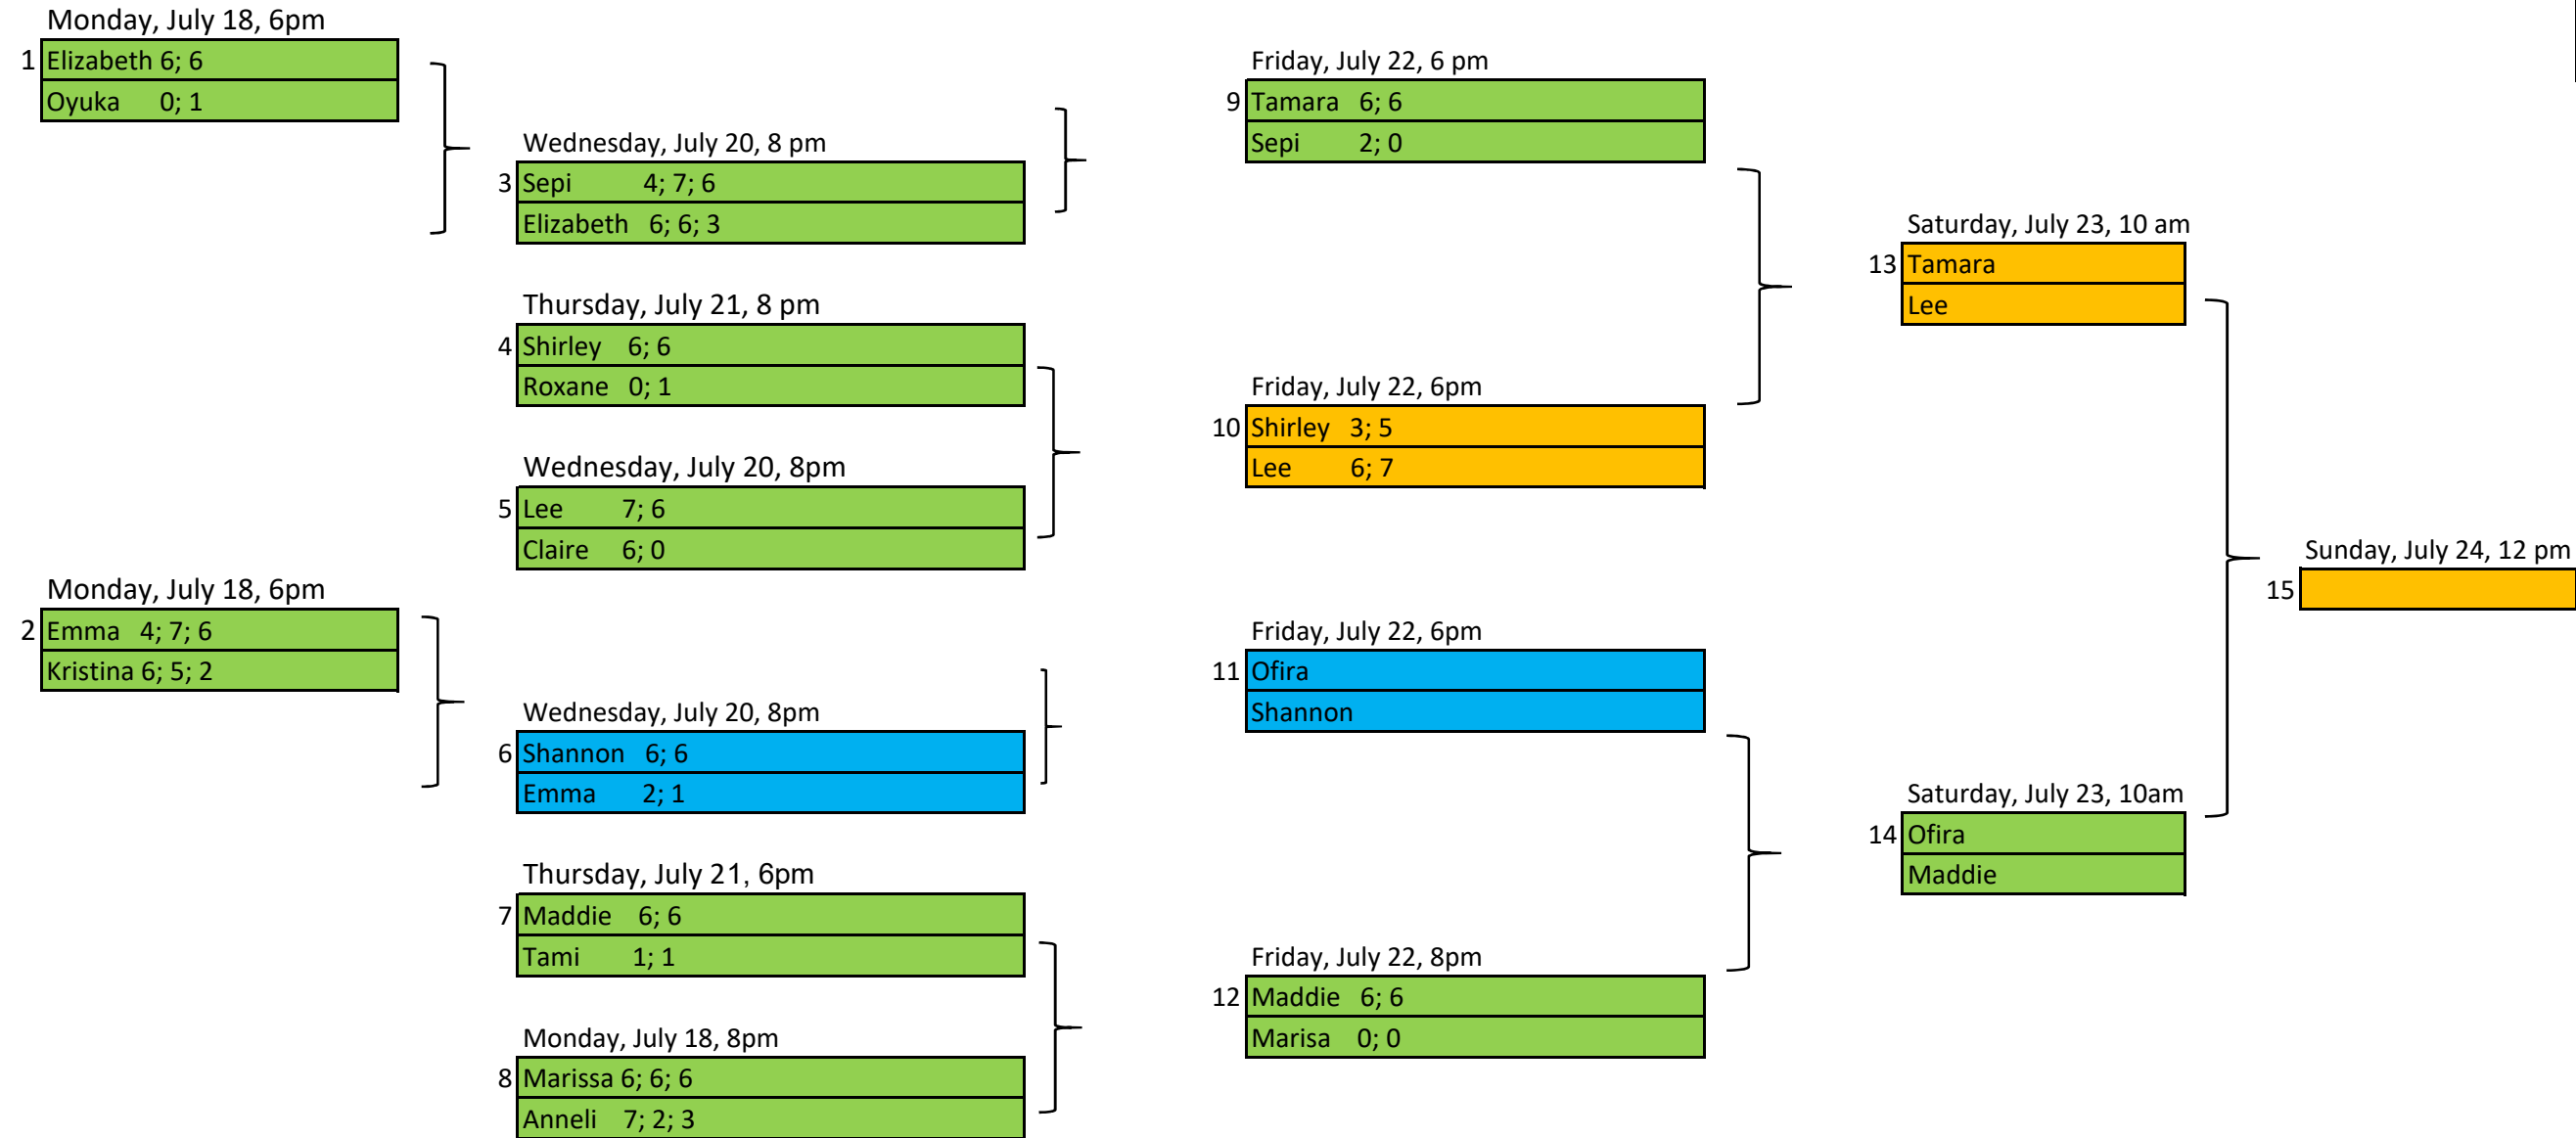 Monday, July 18, 6pm
1 Elizabeth 6; 6
Oyuka 0; 1
Monday, July 18, 6pm
2 Emma 4; 7; 6
Kristina 6; 5; 2
Wednesday, July 20, 8 pm
3 Sepi 4; 7; 6
Elizabeth 6; 6; 3
Thursday, July 21, 8 pm
4 Shirley 6; 6
Roxane 0; 1
Wednesday, July 20, 8pm
5 Lee 7; 6
Claire 6; 0
Wednesday, July 20, 8pm
6 Shannon 6; 6
Emma 2; 1
Thursday, July 21, 6pm
7 Maddie 6; 6
Tami 1; 1
Monday, July 18, 8pm
8 Marissa 6; 6; 6
Anneli 7; 2; 3
Friday, July 22, 6 pm
9 Tamara 6; 6
Sepi 2; 0
Friday, July 22, 6pm
10 Shirley 3; 5
Lee 6; 7
Friday, July 22, 6pm
11 Ofira
Shannon
Friday, July 22, 8pm
12 Maddie 6; 6
Marisa 0; 0
Saturday, July 23, 10 am
13 Tamara
Lee
Saturday, July 23, 10am
14 Ofira
Maddie
Sunday, July 24, 12 pm
15